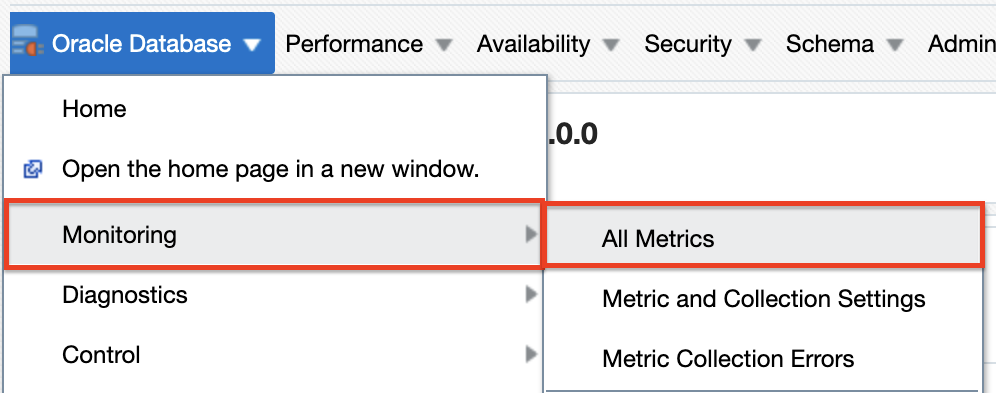 Oracle Database Performance Availability Security Schema Admin
.0.0
Home
Open the home page in a new window.
Monitoring
All Metrics
Diagnostics
Metric and Collection Settings
Control
Metric Collection Errors